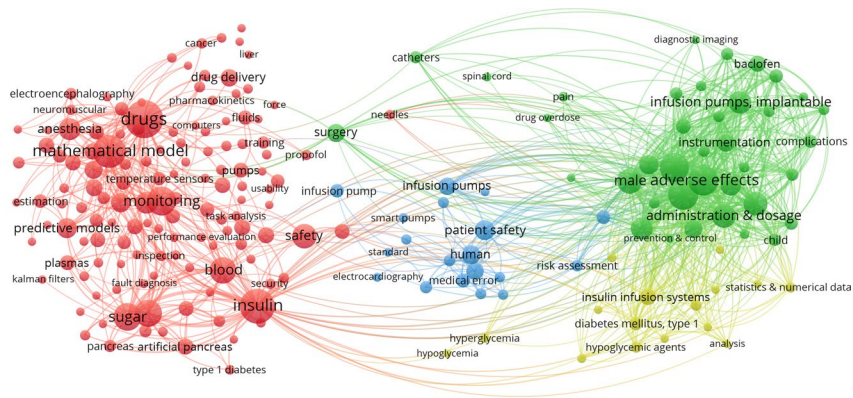 cancer
liver
drug delivery
electroencephalography
neuromuscular
pharmacokinetics
force
drugs
fluids
anesthesia
computers
training
mathematical model
propofol
temperature sensors
pumps
usability
estimation
monitoring
task analysis
predictive models
performance evaluation
safety
inspection
plasmas
blood
kalman filters
fault diagnosis
security
insulin
sugar
pancreas
artificial pancreas
type 1 diabetes
catheters
spinal cord
pain
needles
drug overdose
surgery
infusion pump
infusion pumps
smart pumps
patient safety
standard
human
electrocardiography
medical error
risk assessment
hyperglycemia
hypoglycemia
diagnostic imaging
baclofen
infusion pumps, implantable
instrumentation
complications
male
adverse effects
administration & dosage
prevention & control
child
statistics & numerical data
insulin infusion systems
diabetes mellitus, type 1
hypoglycemic agents
analysis